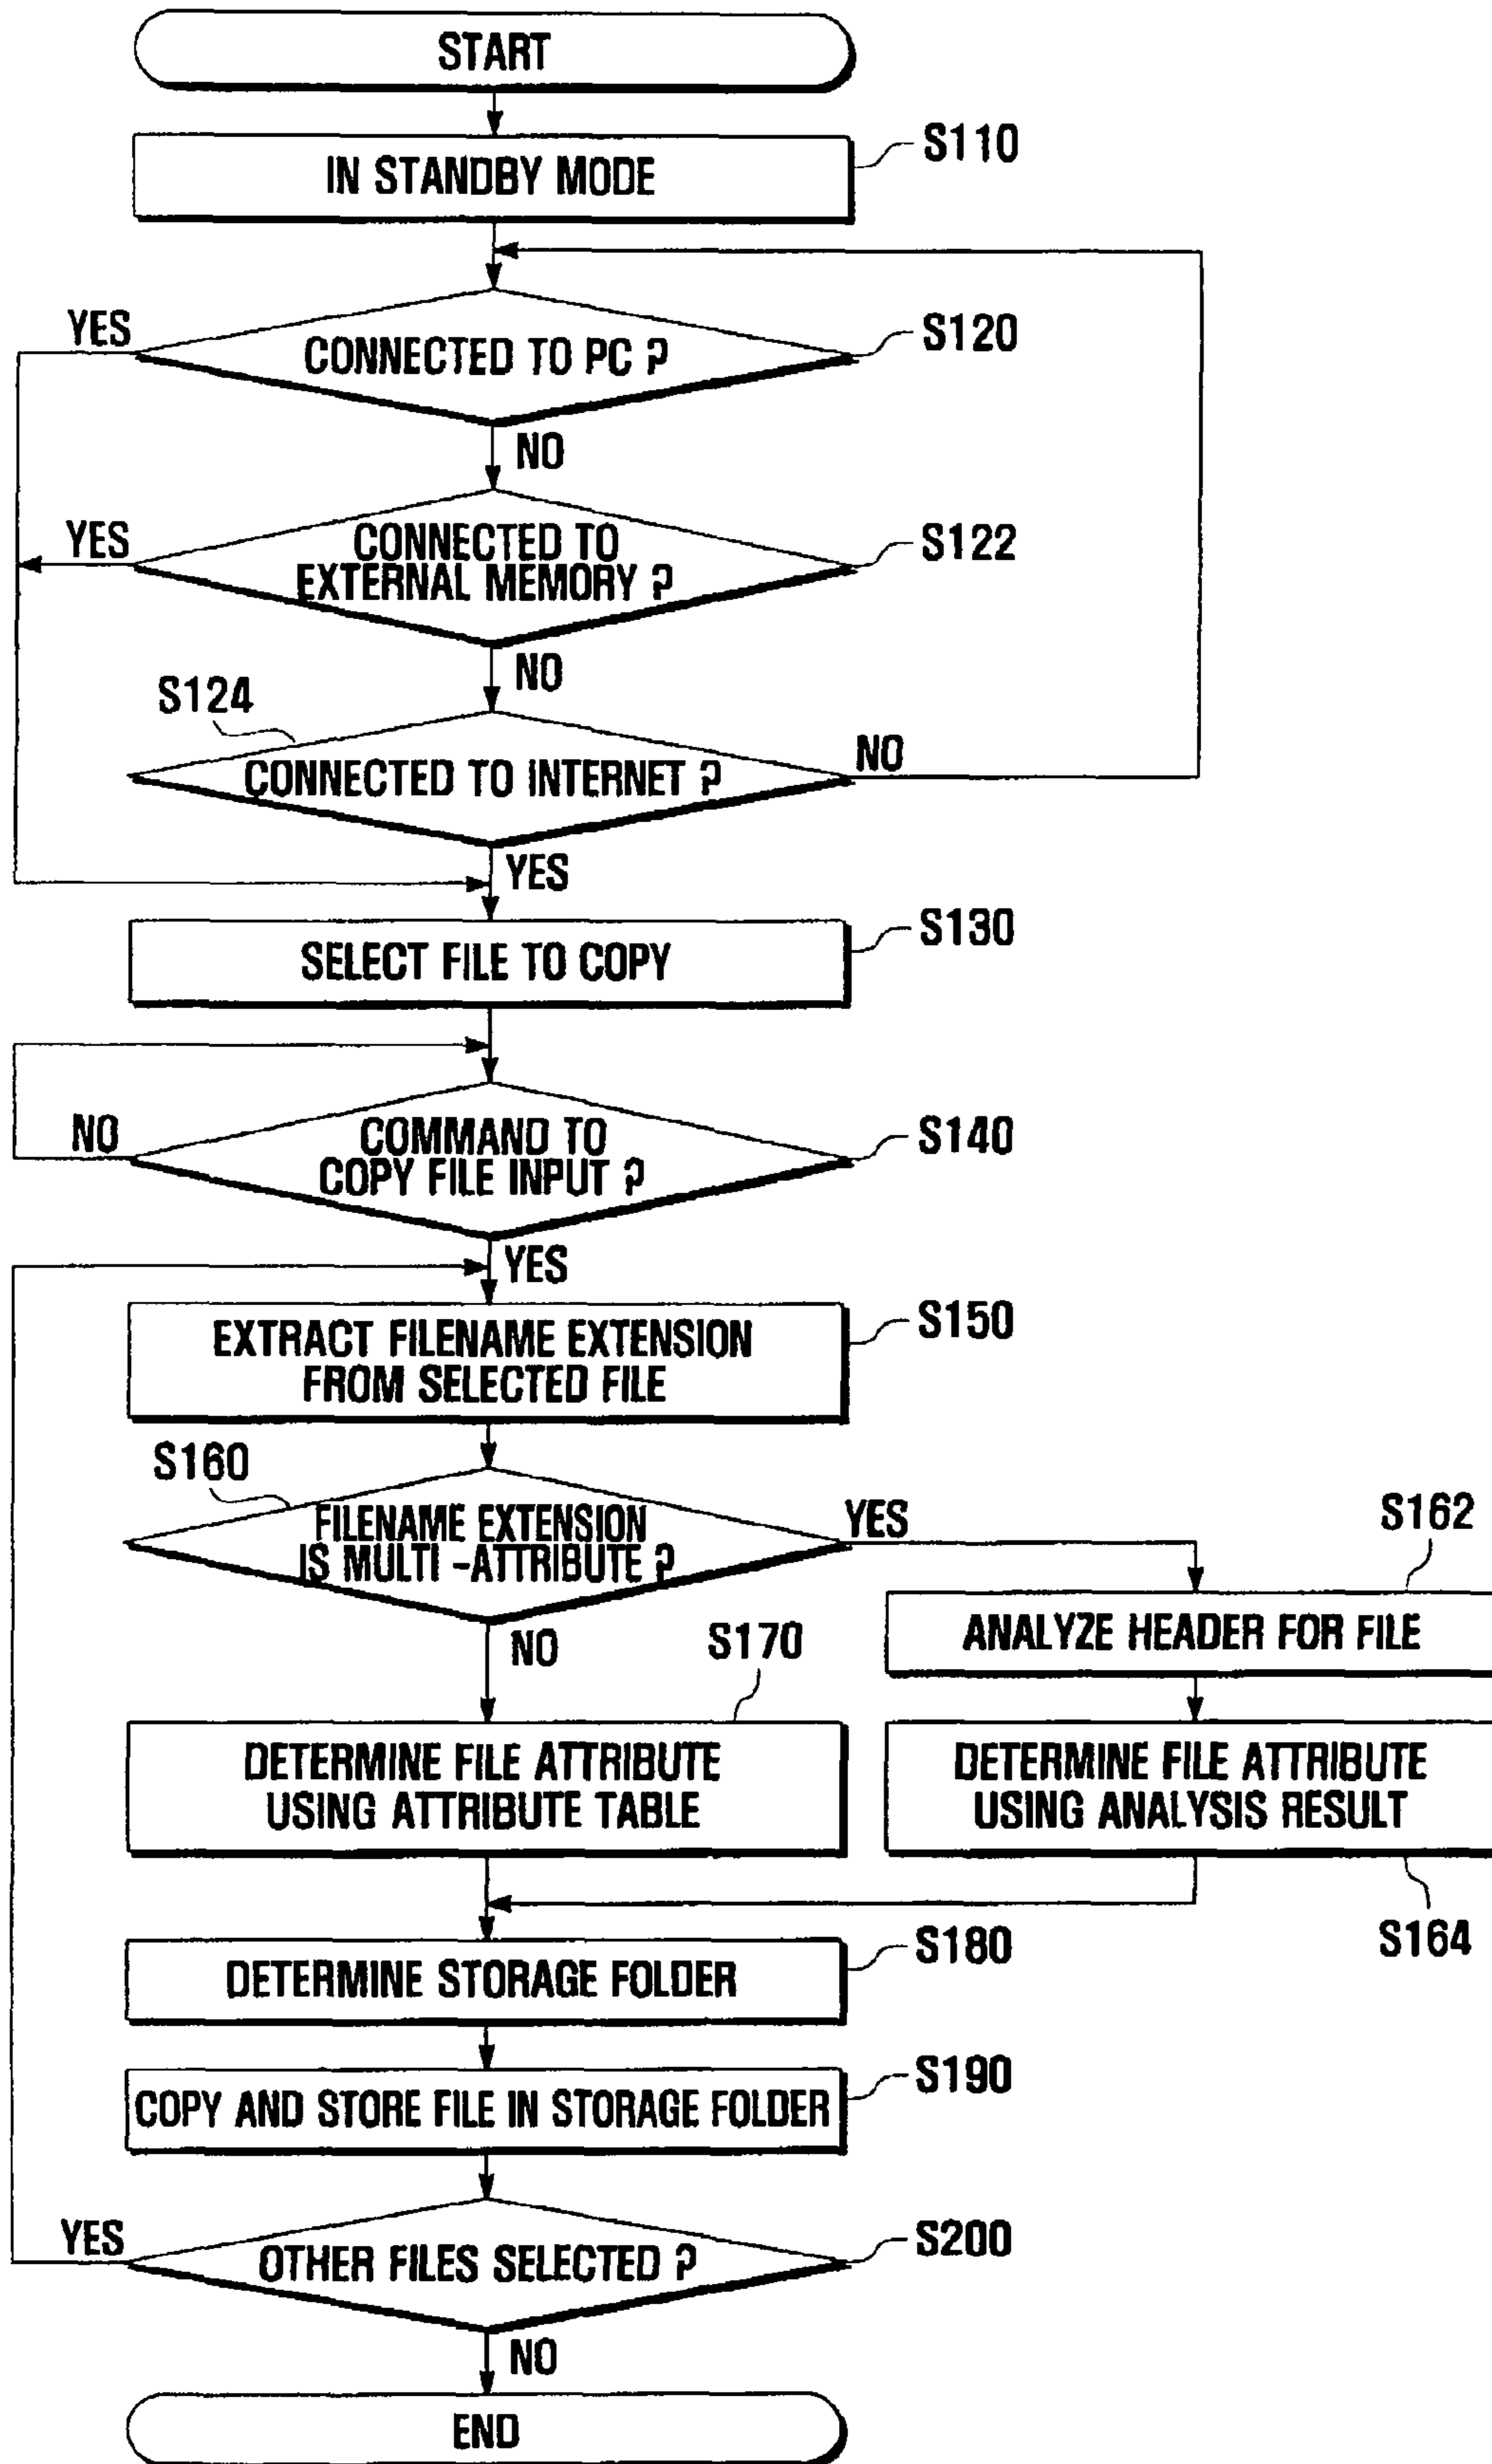 START
IN STANDBY MODE
S110
CONNECTED TO PC ?
S120
YES
NO
CONNECTED TO
EXTERNAL MEMORY ?
S122
YES
NO
S124
CONNECTED TO INTERNET ?
NO
YES
SELECT FILE TO COPY
S130
COMMAND TO
COPY FILE INPUT ?
S140
NO
YES
EXTRACT FILENAME EXTENSION
FROM SELECTED FILE
S150
S160
FILENAME EXTENSION
IS MULTI -ATTRIBUTE ?
YES
NO
S162
ANALYZE HEADER FOR FILE
S170
DETERMINE FILE ATTRIBUTE
USING ATTRIBUTE TABLE
DETERMINE FILE ATTRIBUTE
USING ANALYSIS RESULT
S164
DETERMINE STORAGE FOLDER
S180
COPY AND STORE FILE IN STORAGE FOLDER
S190
OTHER FILES SELECTED ?
S200
YES
NO
END